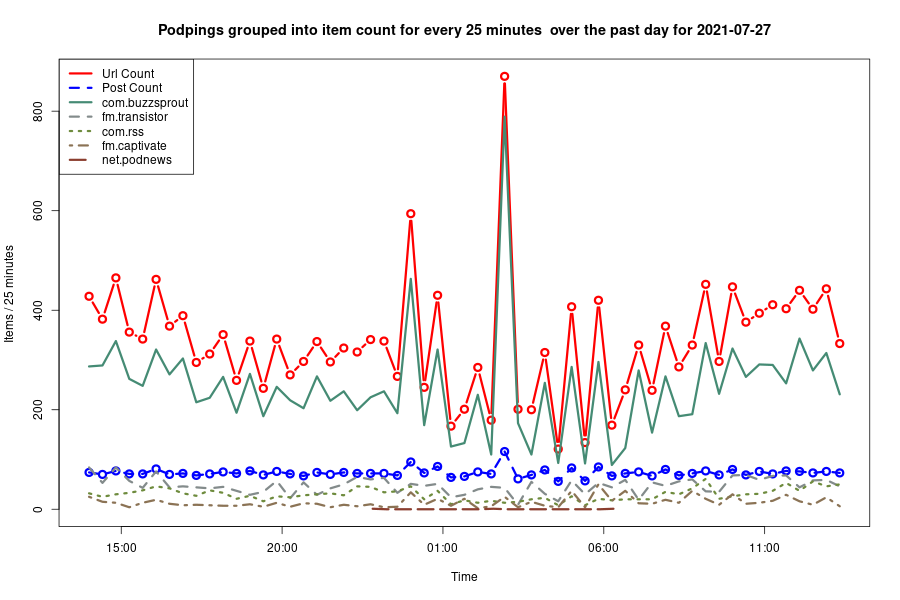 Podpings grouped into item count for every 25 minutes  over the past day for 2021-07-27
Url Count
Post Count
com.buzzsprout
fm.transistor
com.rss
fm.captivate
net.podnews
Items / 25 minutes
800
600
400
200
0
15:00 20:00 01:00 06:00 11:00
Time